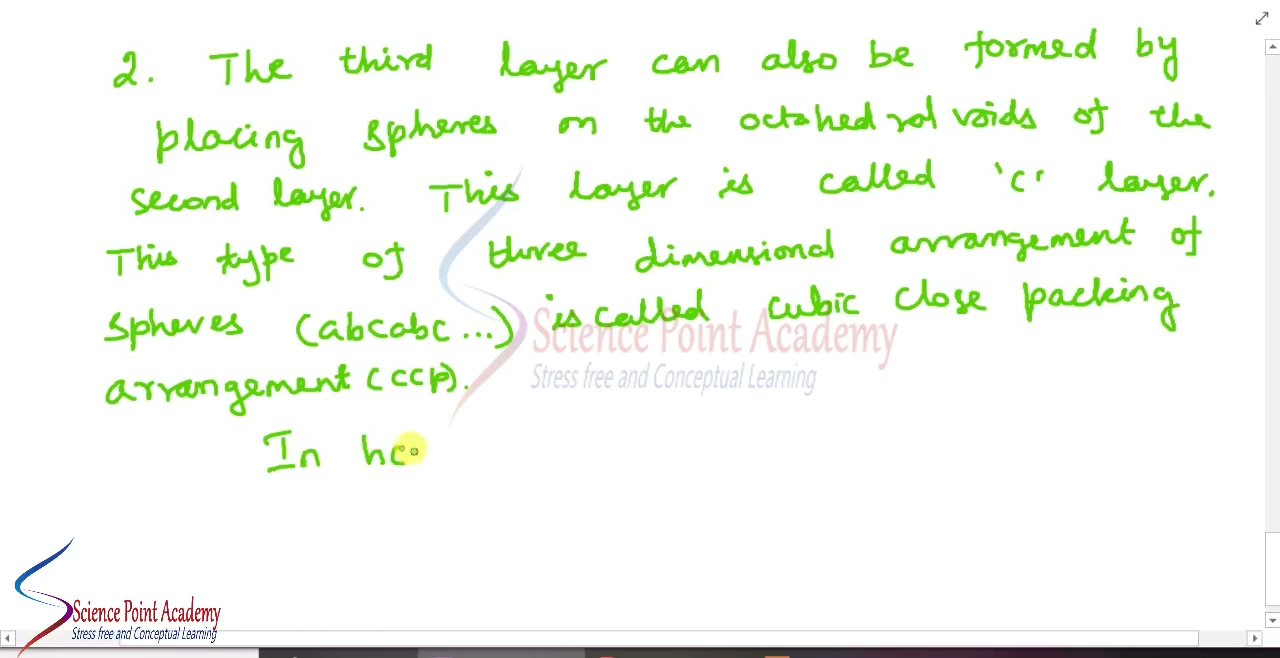 2. The third layer can also be formed by
placing spheres on the octahedral voids of the
second layer. This layer is called 'c' layer.
This type of three dimensional arrangement of
spheres (abcabc...) is called cubic close packing
arrangement (ccp).
In hc
Science Point Academy
Stress free and Conceptual Learning
Science Point Academy
Stress free and Conceptual Learning